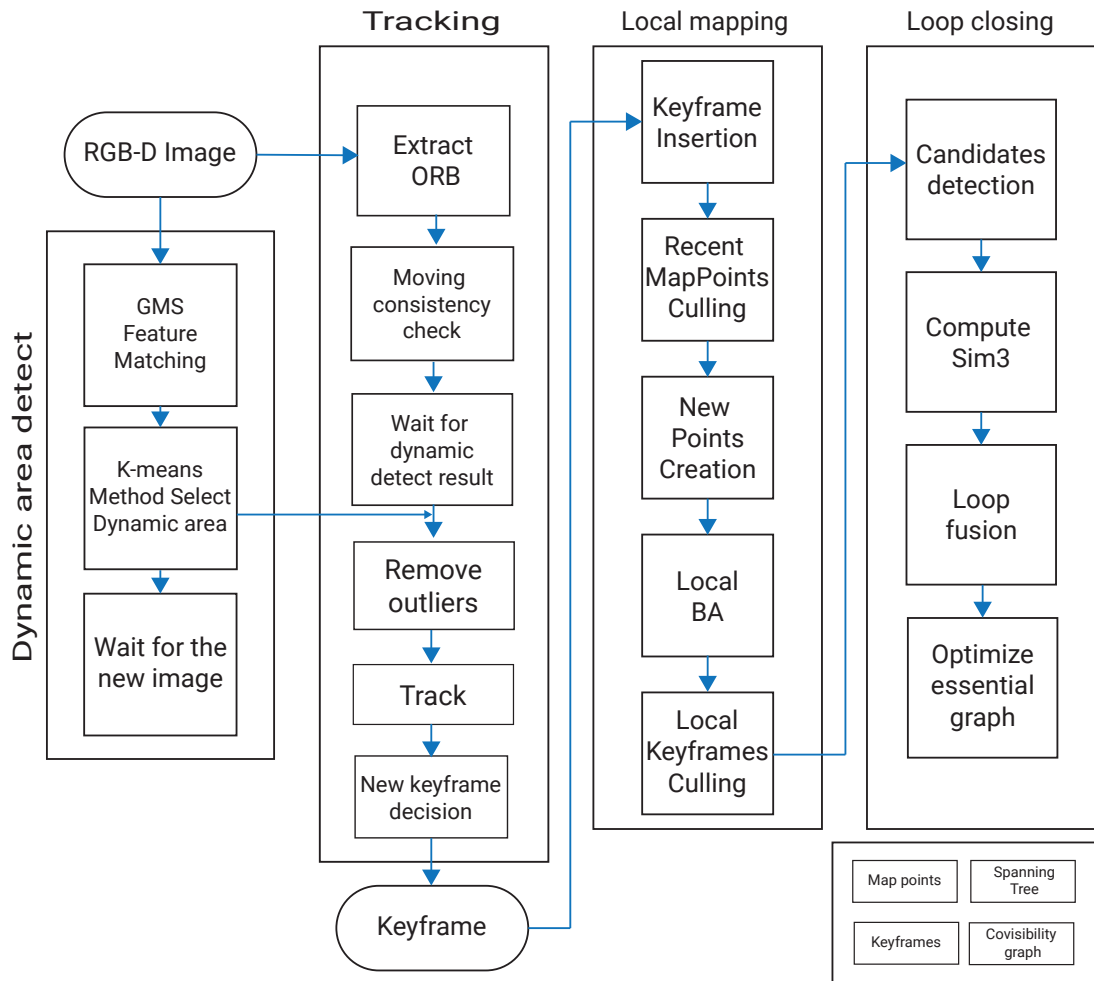 Tracking
Local mapping
Loop closing
RGB-D Image
Dynamic area detect
GMS
Feature
Matching
K-means
Method Select
Dynamic area
Wait for the
new image
Extract
ORB
Moving
consistency
check
Wait for
dynamic
detect result
Remove
outliers
Track
New keyframe
decision
Keyframe
Keyframe
Insertion
Recent
MapPoints
Culling
New
Points
Creation
Local
BA
Local
Keyframes
Culling
Candidates
detection
Compute
Sim3
Loop
fusion
Optimize
essential
graph
Map points
Spanning
Tree
Keyframes
Covisibility
graph